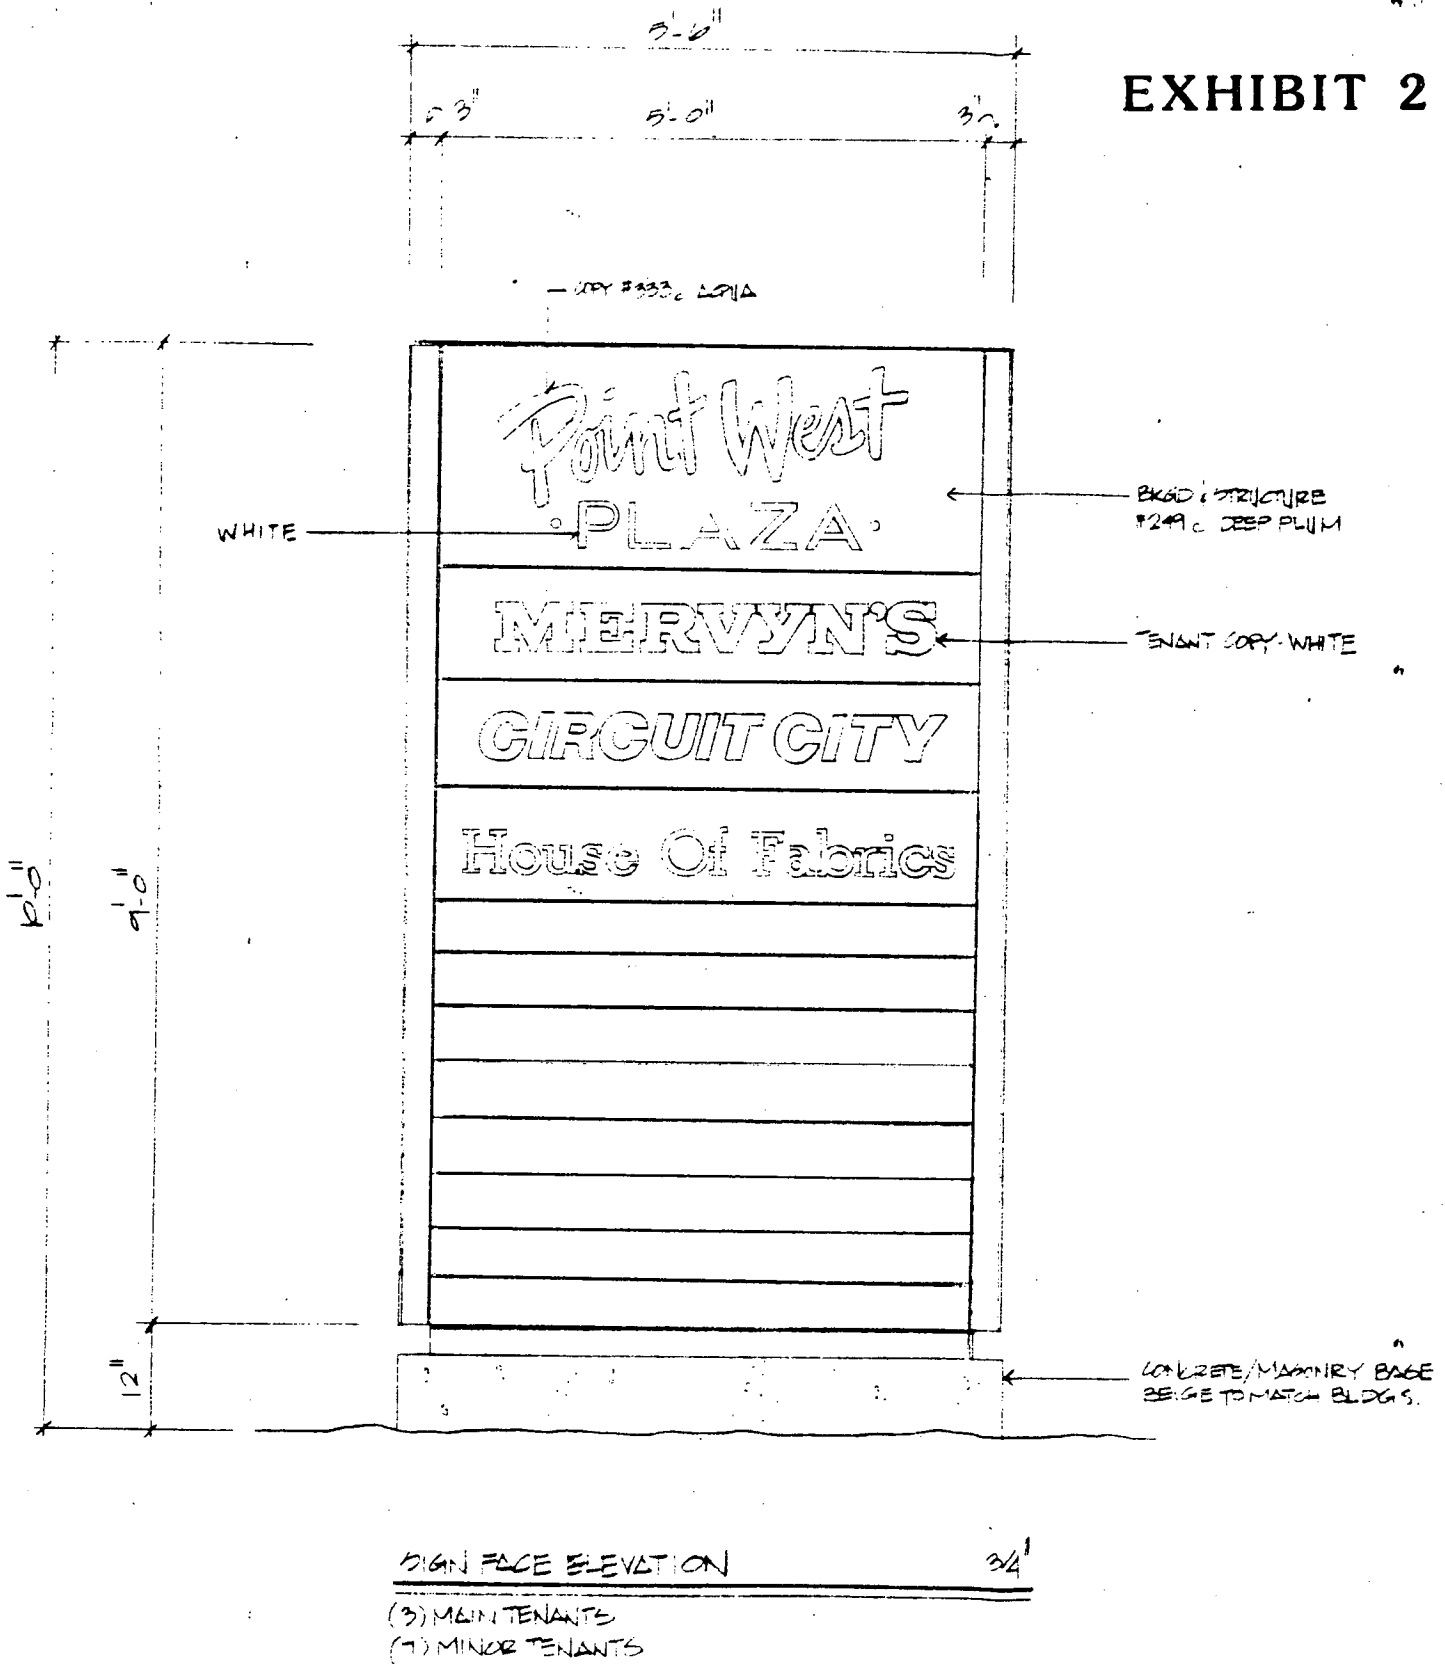 5'-6"
EXHIBIT 2
3" 5'-0" 3"
COPY #333c AQUA
Point West
PLAZA
WHITE
BKGD & STRUCTURE
#249c DEEP PLUM
MERVYN'S
TENANT COPY-WHITE
CIRCUIT CITY
House Of Fabrics
10'-0"
9'-0"
12"
CONCRETE/MASONRY BASE
BEIGE TO MATCH BLDGS.
SIGN FACE ELEVATION 3/4'
(3) MAIN TENANTS
MINOR TENANTS